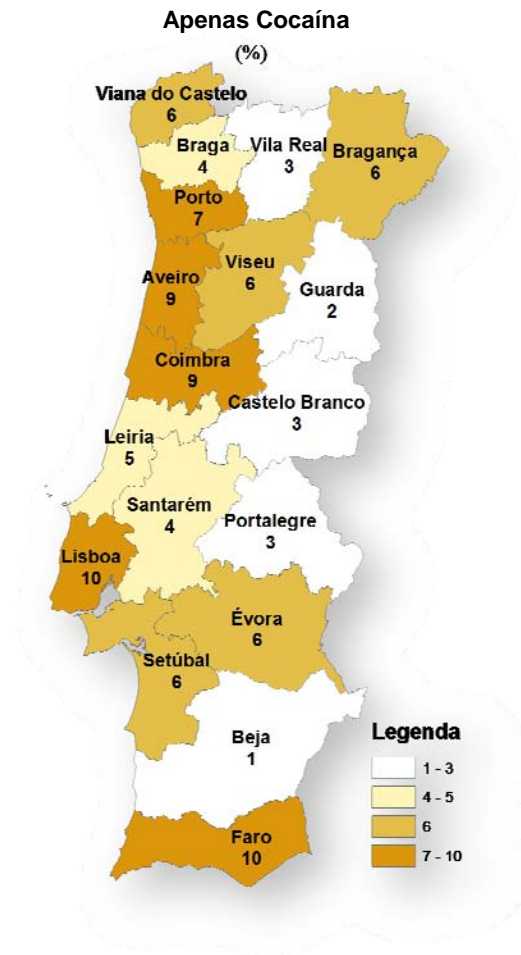 Apenas Cocaína
(%)
Viana do Castelo
6
Braga
4
Vila Real
3
Bragança
6
Porto
7
Aveiro
9
Viseu
6
Guarda
2
Coimbra
9
Castelo Branco
3
Leiria
5
Santarém
4
Portalegre
3
Lisboa
10
Évora
6
Setúbal
6
Beja
1
Faro
10
Legenda
1 - 3
4 - 5
6
7 - 10